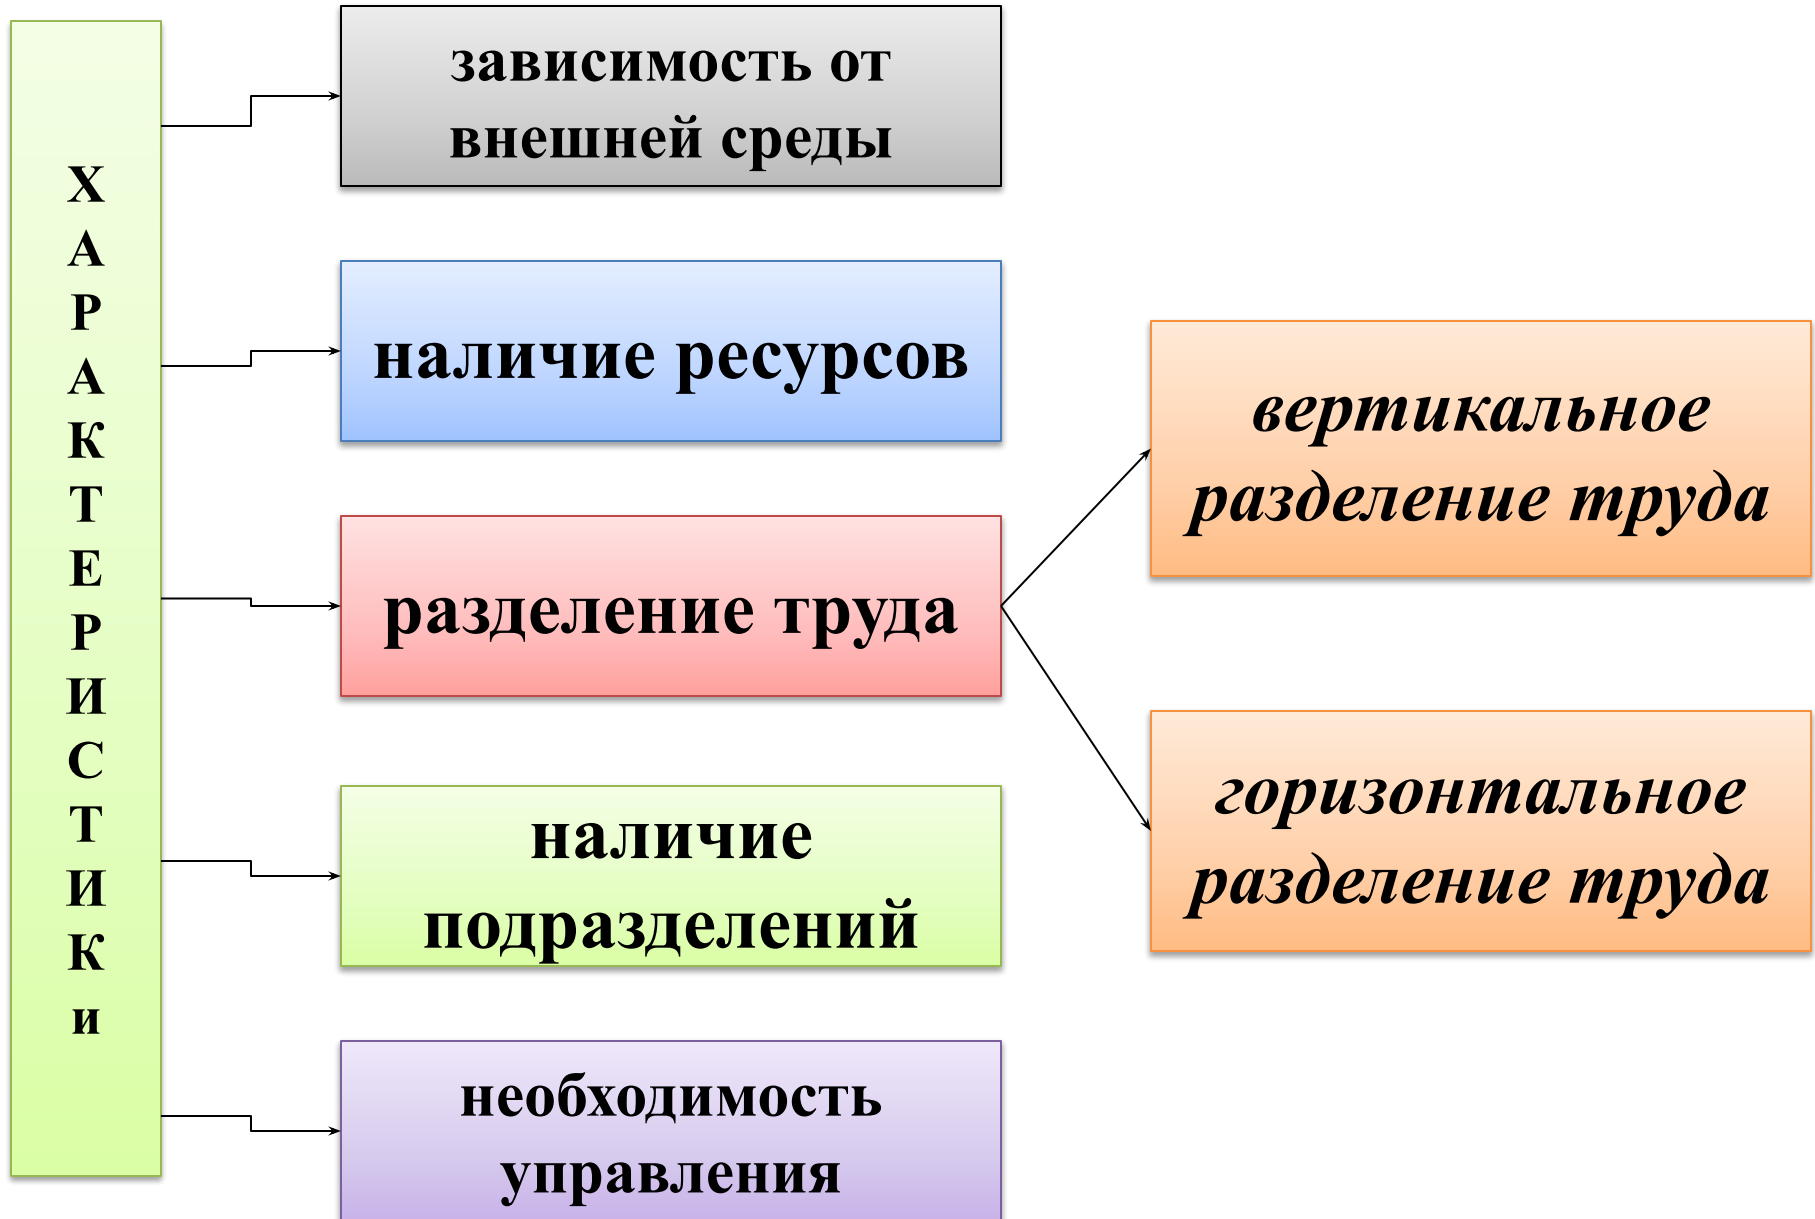 Х
А
Р
А
К
Т
Е
Р
И
С
Т
И
К
и
зависимость от
внешней среды
наличие ресурсов
разделение труда
наличие
подразделений
необходимость
управления
вертикальное
разделение труда
горизонтальное
разделение труда